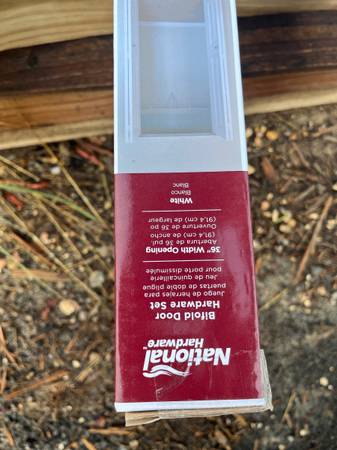 National
Hardware™
Bifold Door
Hardware Set
Juego de herrajes para
puertas de doble pliegue
Jeu de quincaillerie
pour porte dissimulée
36" Width Opening
Abertura de 36 pul.
(91,4 cm) de ancho
Ouverture de 36 po
(91,4 cm) de largeur
White
Blanco
Blanc